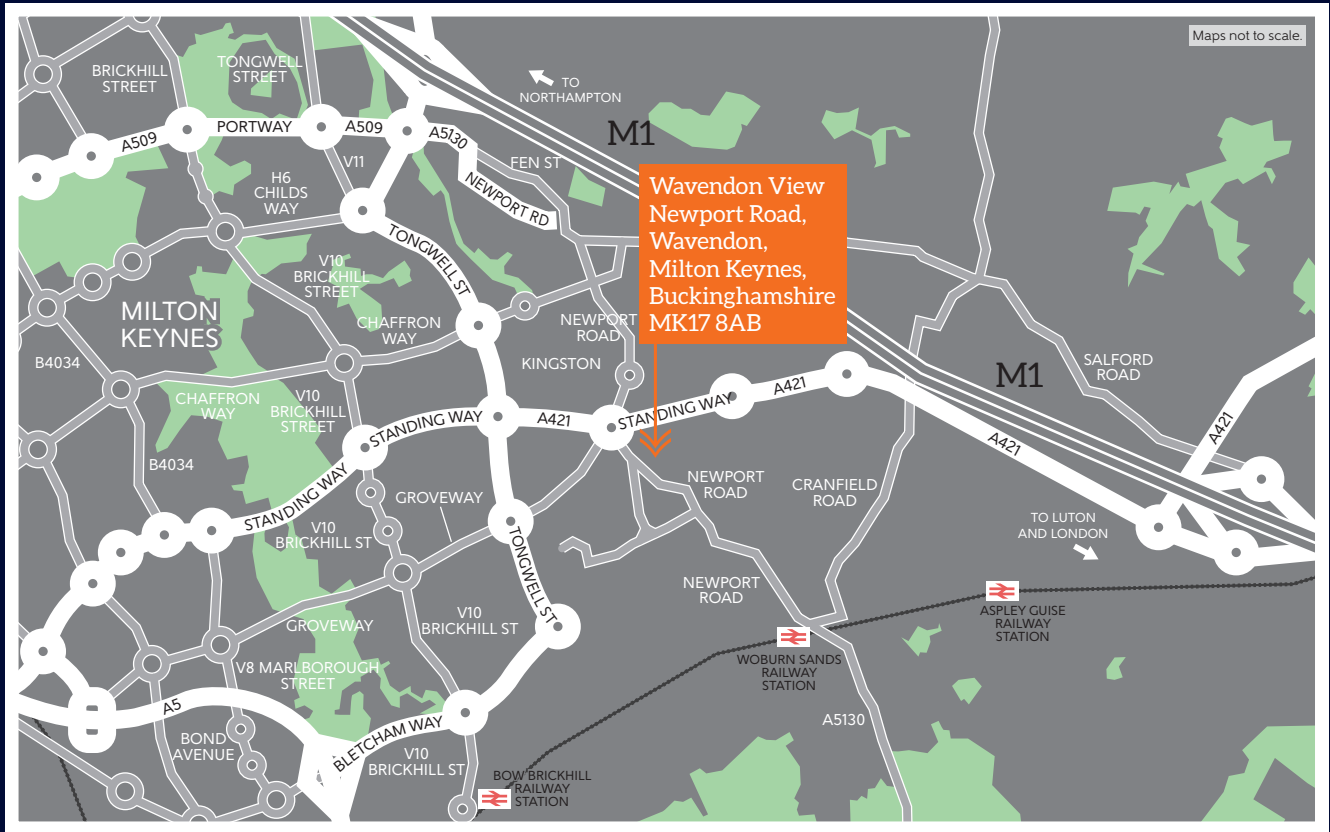 Maps not to scale.
BRICKHILL
STREET
TONGWELL
STREET
TO
NORTHAMPTON
M1
A509
PORTWAY
A509
A5130
FEN ST
V11
NEWPORT RD
H6
CHILDS
WAY
Wavendon View
Newport Road,
Wavendon,
Milton Keynes,
Buckinghamshire
MK17 8AB
TONGWELL ST
V10
BRICKHILL
STREET
MILTON
KEYNES
CHAFFRON
WAY
NEWPORT
ROAD
KINGSTON
B4034
M1
SALFORD
ROAD
CHAFFRON
WAY
V10
BRICKHILL
STREET
STANDING WAY
A421
STANDING WAY
A421
A421
A421
B4034
STANDING WAY
GROVEWAY
NEWPORT
ROAD
CRANFIELD
ROAD
V10
BRICKHILL ST
TONGWELL ST
TO LUTON
AND LONDON
NEWPORT
ROAD
V10
BRICKHILL ST
GROVEWAY
ASPLEY GUISE
RAILWAY
STATION
WOBURN SANDS
RAILWAY
STATION
V8 MARLBOROUGH
STREET
A5
A5130
BOND
AVENUE
BLETCHAM WAY
V10
BRICKHILL ST
BOW BRICKHILL
RAILWAY
STATION